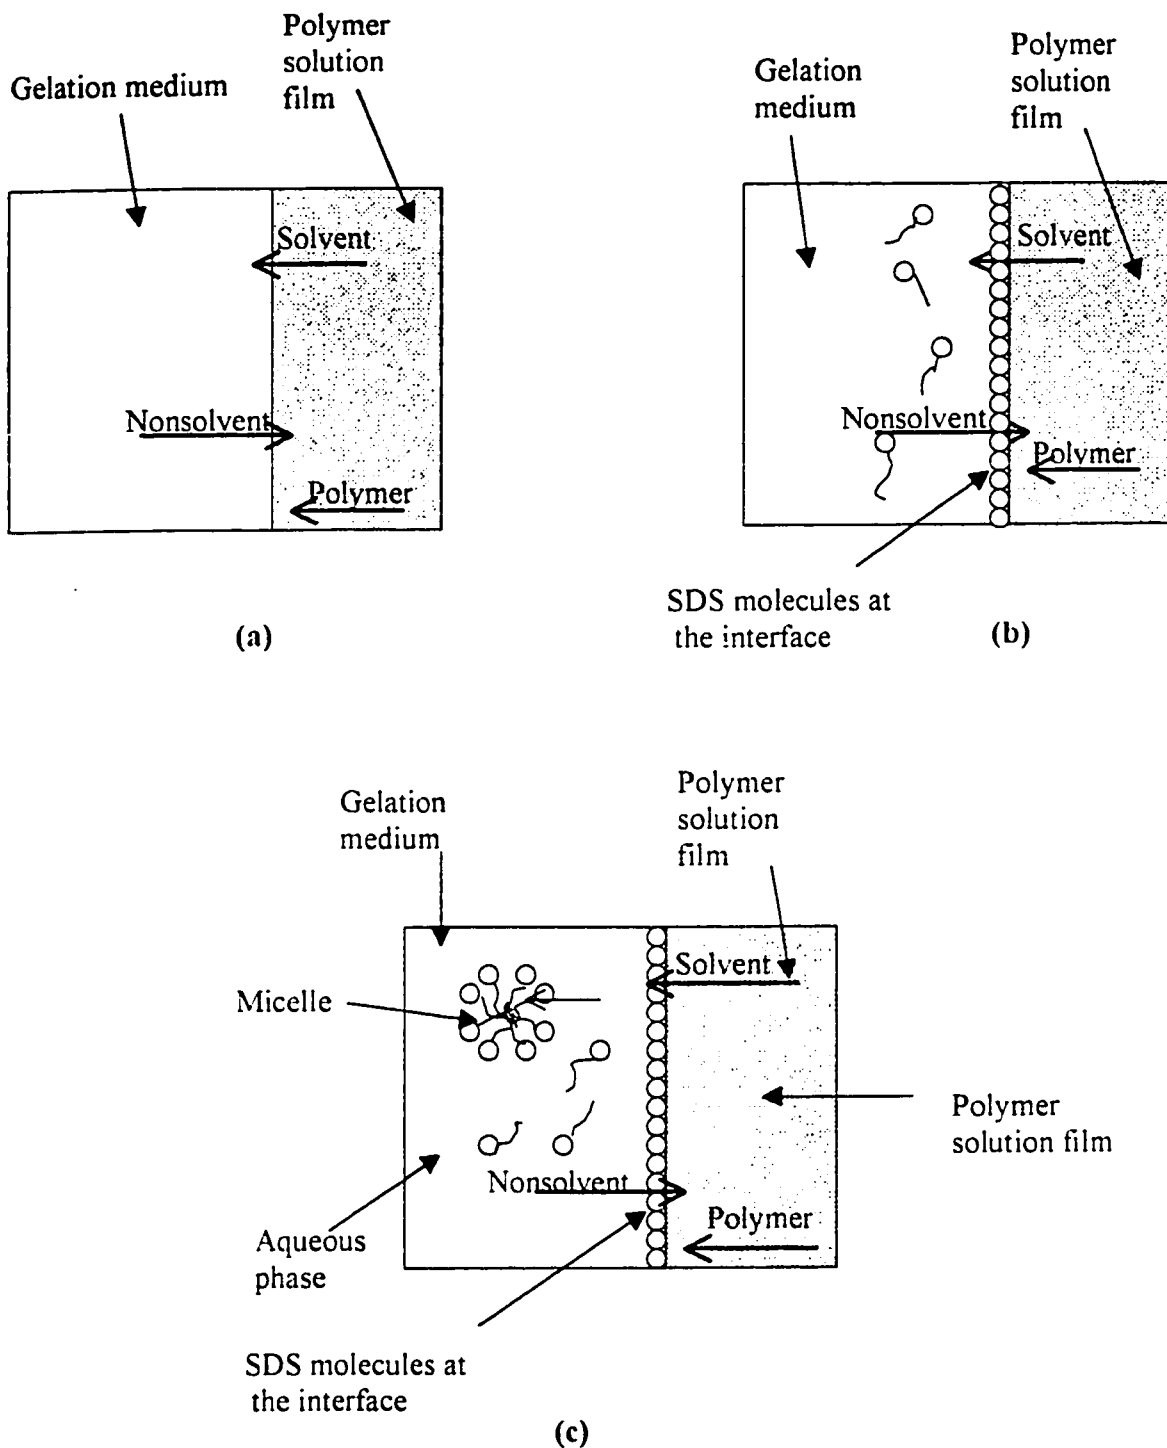 Gelation medium
Polymer
solution
film
Solvent
Nonsolvent
Polymer
(a)
Gelation
medium
Polymer
solution
film
Solvent
Nonsolvent
Polymer
SDS molecules at
the interface
(b)
Gelation
medium
Polymer
solution
film
Micelle
Solvent
Polymer
solution film
Nonsolvent
Polymer
Aqueous
phase
SDS molecules at
the interface
(c)